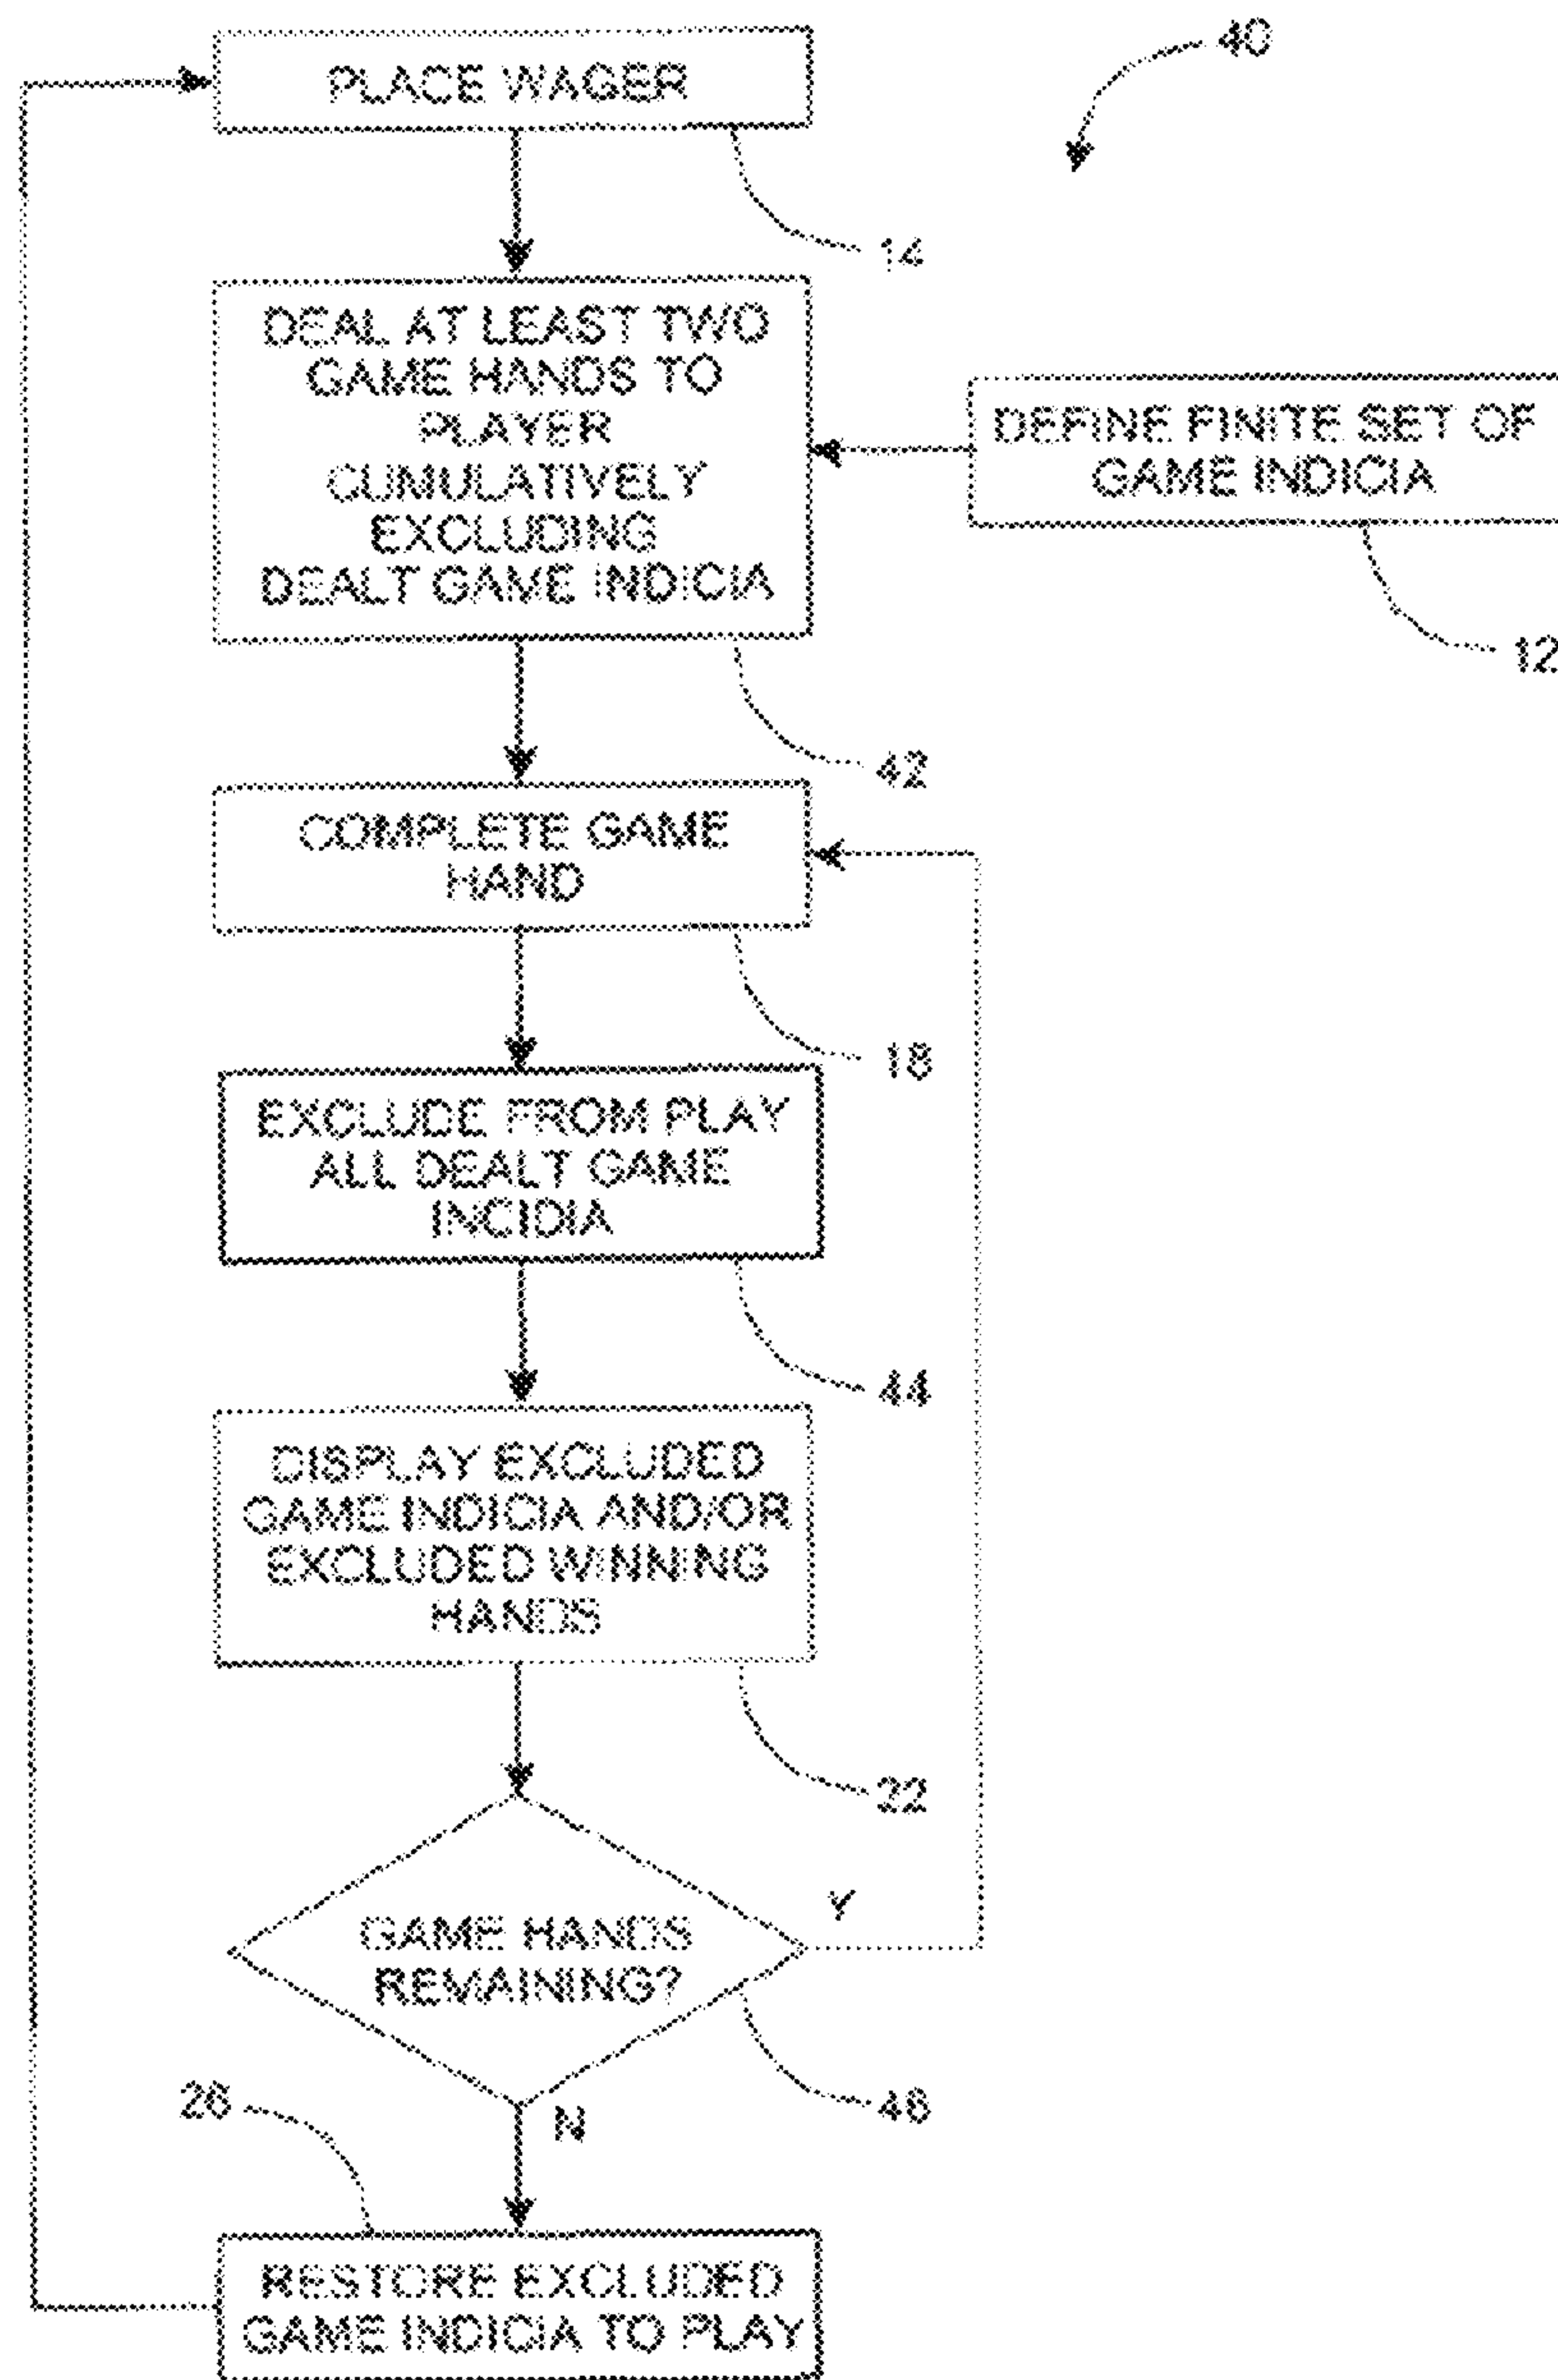 40
PLACE WAGER
14
DEAL AT LEAST TWO
GAME HANDS TO
PLAYER
CUMULATIVELY
EXCLUDING
DEALT GAME INDICIA
DEFINE FINITE SET OF
GAME INDICIA
12
42
COMPLETE GAME
HAND
18
EXCLUDE FROM PLAY
ALL DEALT GAME
INCIDIA
44
DISPLAY EXCLUDED
GAME INDICIA AND/OR
EXCLUDED WINNING
HANDS
22
Y
GAME HANDS
REMAINING?
46
26
N
RESTORE EXCLUDED
GAME INDICIA TO PLAY